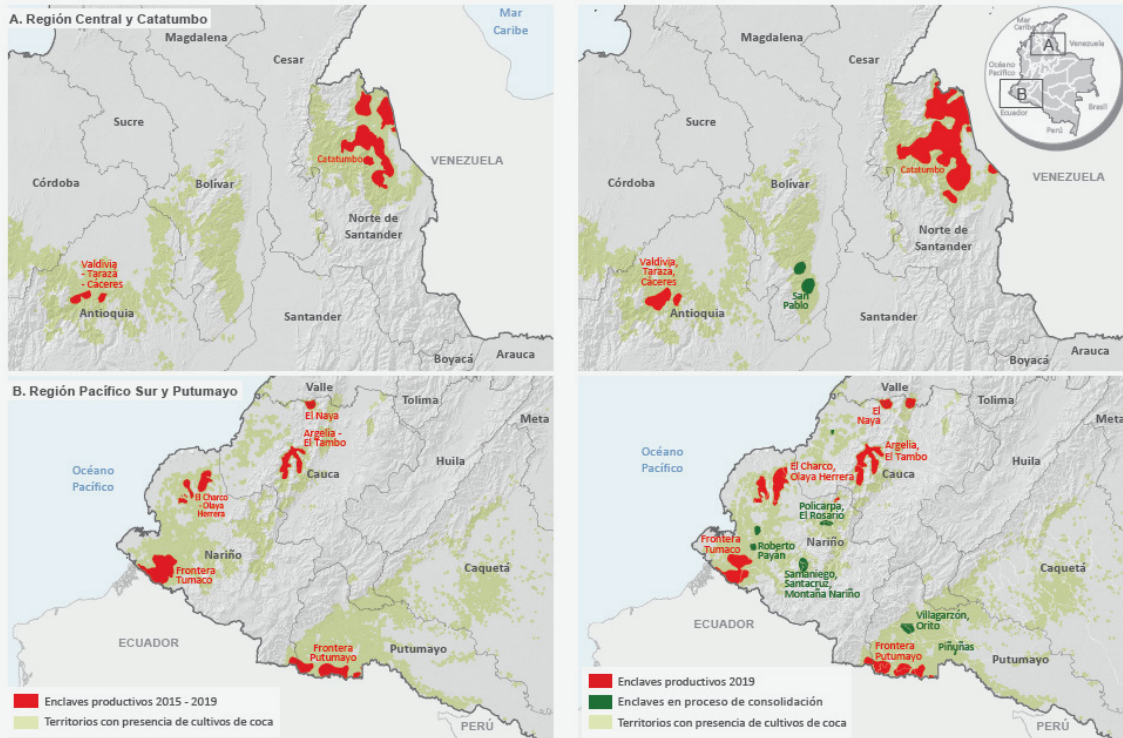 A. Región Central y Catatumbo
Mar
Caribe
Magdalena
Cesar
Sucre
Catatumbo
VENEZUELA
Córdoba
Bolívar
Norte de
Santander
Valdivia
- Tarazá
- Cáceres
Antioquia
Santander
Boyacá
Arauca
Mar
Caribe
A
Venezuela
Océano
Pacífico
B
Brasil
Ecuador
Perú
Magdalena
Cesar
Sucre
Catatumbo
VENEZUELA
Córdoba
Bolívar
Norte de
Santander
Valdivia,
Taraza,
Cáceres
San
Pablo
Antioquia
Santander
Boyacá
Arauca
B. Región Pacífico Sur y Putumayo
Valle
Tolima
El Naya
Meta
Argelia -
El Tambo
Océano
Pacífico
Huila
Cauca
El Charco
- Olaya
Herrera
Nariño
Frontera
Tumaco
Caquetá
ECUADOR
Frontera
Putumayo
Putumayo
PERÚ
Enclaves productivos 2015 - 2019
Territorios con presencia de cultivos de coca
Valle
Tolima
El
Naya
Meta
Argelia,
El Tambo
Océano
Pacífico
Huila
El Charco,
Olaya Herrera
Cauca
Policarpa,
El Rosario
Frontera
Tumaco
Nariño
Roberto
Payán
Samaniego,
Santacruz,
Montaña Nariño
Caquetá
Villagarzón,
Orito
ECUADOR
Frontera
Putumayo
Piñuñas
Putumayo
PERÚ
Enclaves productivos 2019
Enclaves en proceso de consolidación
Territorios con presencia de cultivos de coca